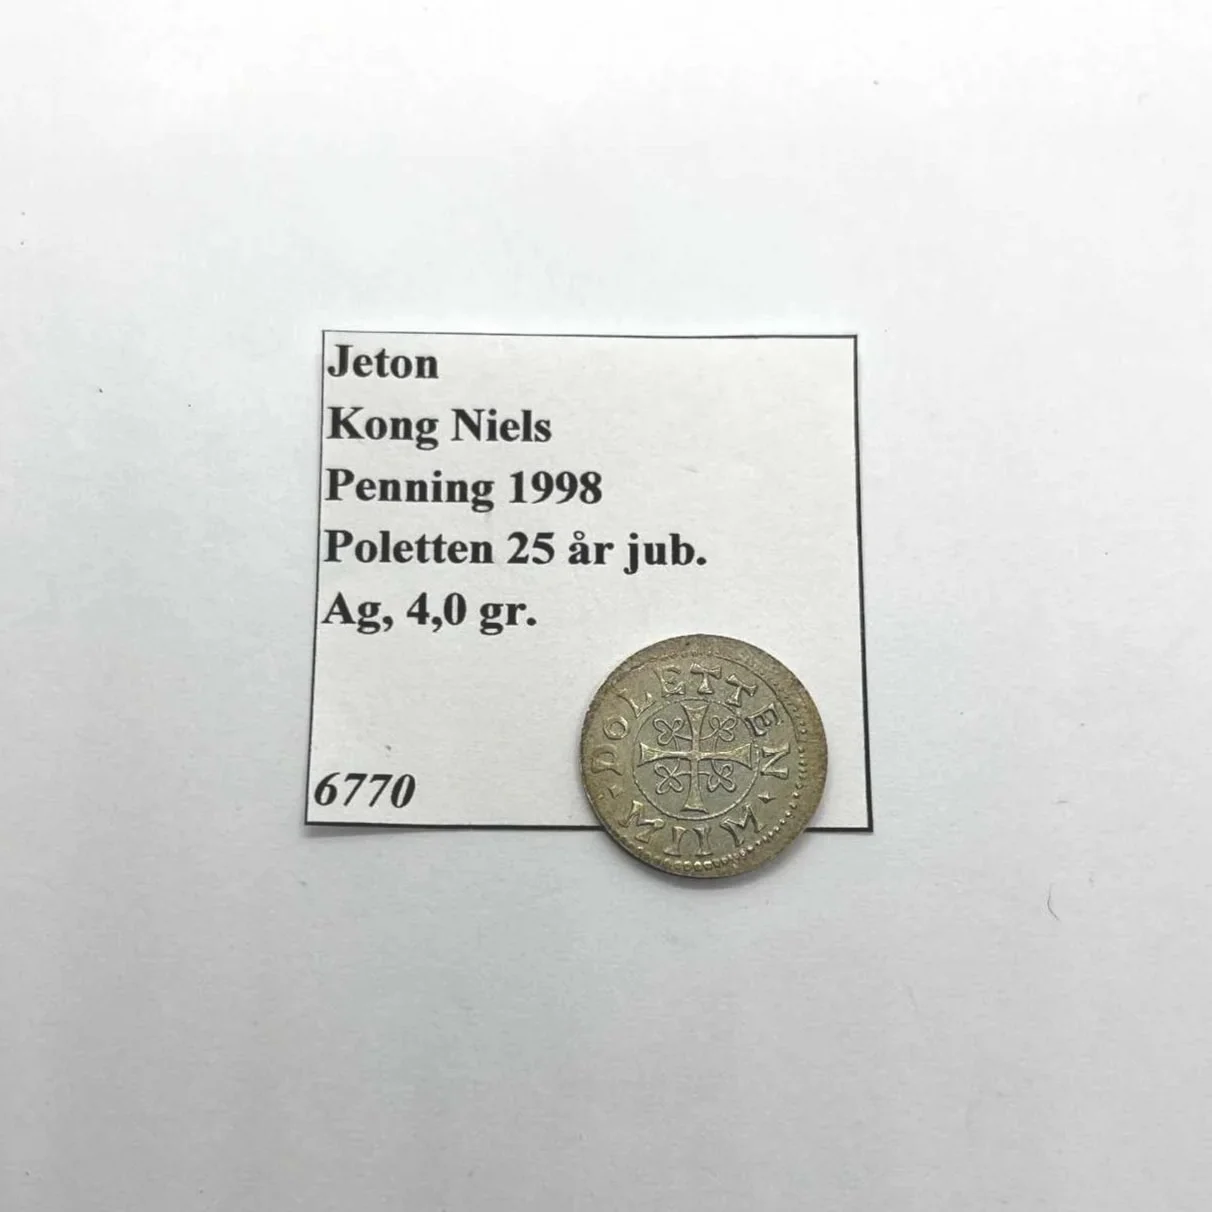 Jeton
Kong Niels
Penning 1998
Poletten 25 år jub.
Ag, 4,0 gr.
6770
POLETTEN · MIIM ·